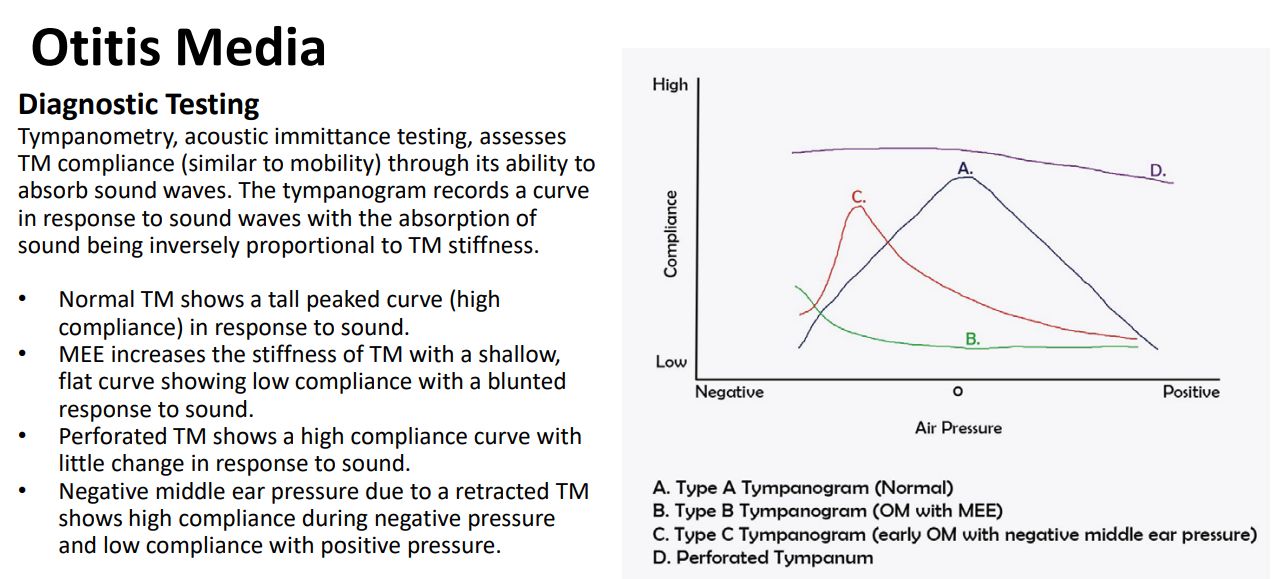 Otitis Media
Diagnostic Testing
Tympanometry, acoustic immittance testing, assesses
TM compliance (similar to mobility) through its ability to
absorb sound waves. The tympanogram records a curve
in response to sound waves with the absorption of
sound being inversely proportional to TM stiffness.
• Normal TM shows a tall peaked curve (high
compliance) in response to sound.
• MEE increases the stiffness of TM with a shallow,
flat curve showing low compliance with a blunted
response to sound.
• Perforated TM shows a high compliance curve with
little change in response to sound.
• Negative middle ear pressure due to a retracted TM
shows high compliance during negative pressure
and low compliance with positive pressure.
High
Compliance
Low
A.
B.
C.
D.
Negative
0
Positive
Air Pressure
A. Type A Tympanogram (Normal)
B. Type B Tympanogram (OM with MEE)
C. Type C Tympanogram (early OM with negative middle ear pressure)
D. Perforated Tympanum